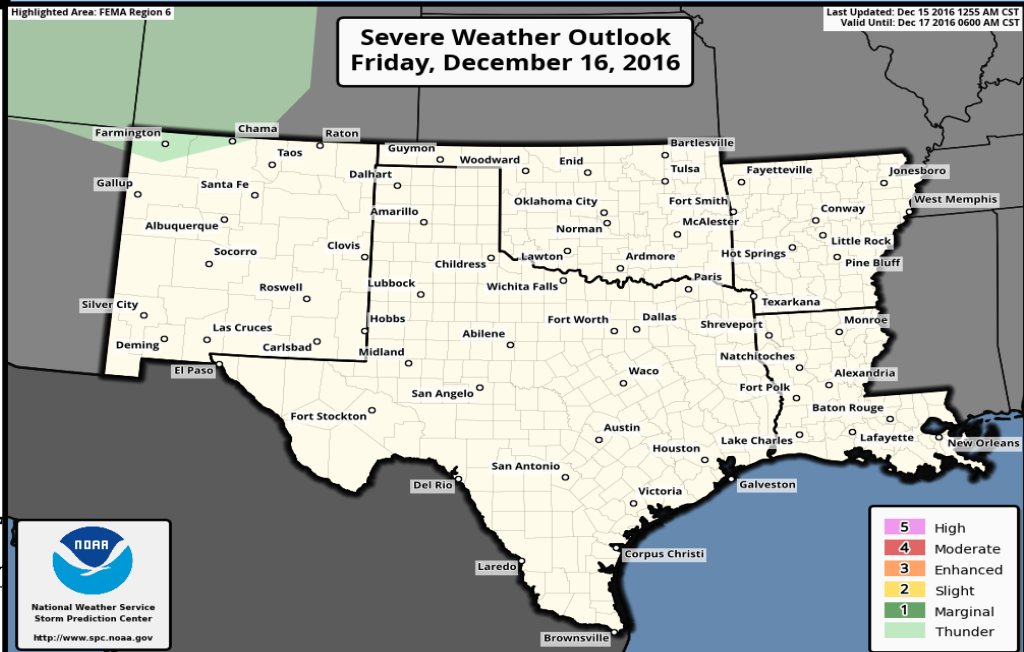 Highlighted Area: FEMA Region 6
Last Updated: Dec 15 2016 1255 AM CST
Valid Until: Dec 17 2016 0600 AM CST
Severe Weather Outlook
Friday, December 16, 2016
Farmington
Chama
Raton
Guymon
Bartlesville
Taos
Woodward
Enid
Tulsa
Fayetteville
Jonesboro
Gallup
Santa Fe
Dalhart
Oklahoma City
Fort Smith
West Memphis
Albuquerque
Amarillo
Norman
McAlester
Conway
Little Rock
Socorro
Clovis
Childress
Lawton
Ardmore
Hot Springs
Pine Bluff
Roswell
Lubbock
Wichita Falls
Paris
Texarkana
Silver City
Las Cruces
Hobbs
Abilene
Fort Worth
Dallas
Shreveport
Monroe
Deming
Carlsbad
Midland
Natchitoches
El Paso
San Angelo
Waco
Fort Polk
Alexandria
Fort Stockton
Austin
Baton Rouge
Houston
Lake Charles
Lafayette
New Orleans
Del Rio
San Antonio
Victoria
Galveston
Laredo
Corpus Christi
Brownsville
NOAA
National Weather Service
Storm Prediction Center
http://www.spc.noaa.gov
5 High
4 Moderate
3 Enhanced
2 Slight
1 Marginal
Thunder